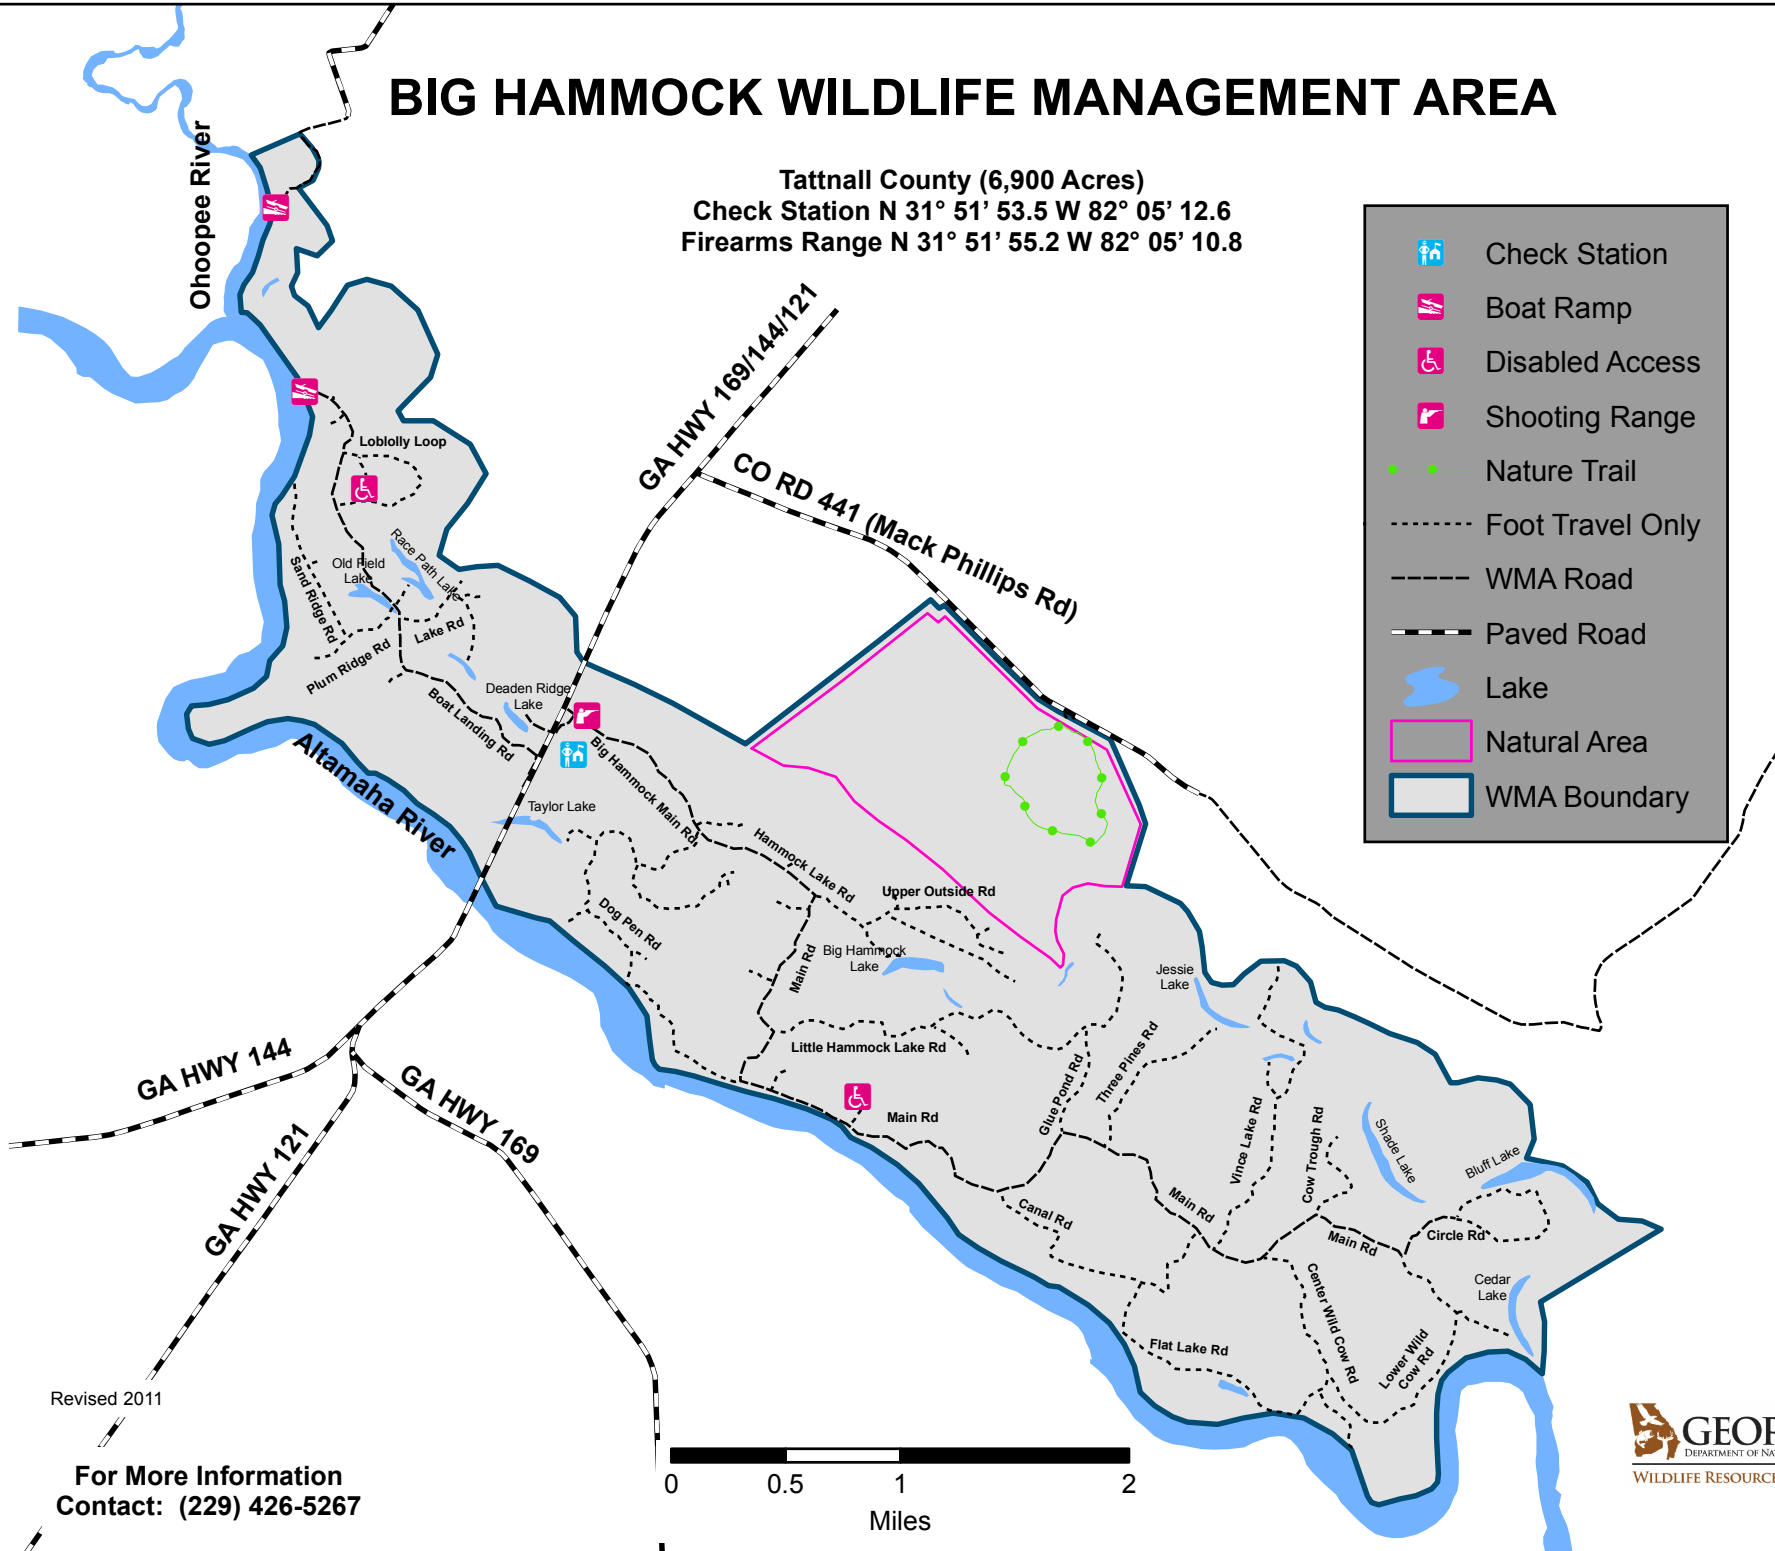 BIG HAMMOCK WILDLIFE MANAGEMENT AREA
Tattnall County (6,900 Acres)
Check Station N 31° 51’ 53.5 W 82° 05’ 12.6
Firearms Range N 31° 51’ 55.2 W 82° 05’ 10.8
Ohoopee River
Check Station
Boat Ramp
Disabled Access
Shooting Range
Nature Trail
Foot Travel Only
WMA Road
Paved Road
Lake
Natural Area
WMA Boundary
GA HWY 169/144/121
CO RD 441 (Mack Phillips Rd)
Loblolly Loop
Race Path Lake
Old Field
Lake
Sand Ridge Rd
Lake Rd
Plum Ridge Rd
Deaden Ridge
Lake
Boat Landing Rd
Big Hammock Main Rd
Altamaha River
Taylor Lake
Hammock Lake Rd
Upper Outside Rd
Dog Pen Rd
Main Rd
Big Hammock
Lake
Jessie
Lake
Little Hammock Lake Rd
Glue Pond Rd
Three Pines Rd
Main Rd
Vince Lake Rd
Cow Trough Rd
Shade Lake
Bluff Lake
Canal Rd
Main Rd
Main Rd
Circle Rd
Cedar
Lake
Center Wild Cow Rd
Lower Wild
Cow Rd
Flat Lake Rd
GA HWY 144
GA HWY 169
GA HWY 121
Revised 2011
For More Information
Contact: (229) 426-5267
0 0.5 1 2
Miles
GEOR
DEPARTMENT OF NA
WILDLIFE RESOURC